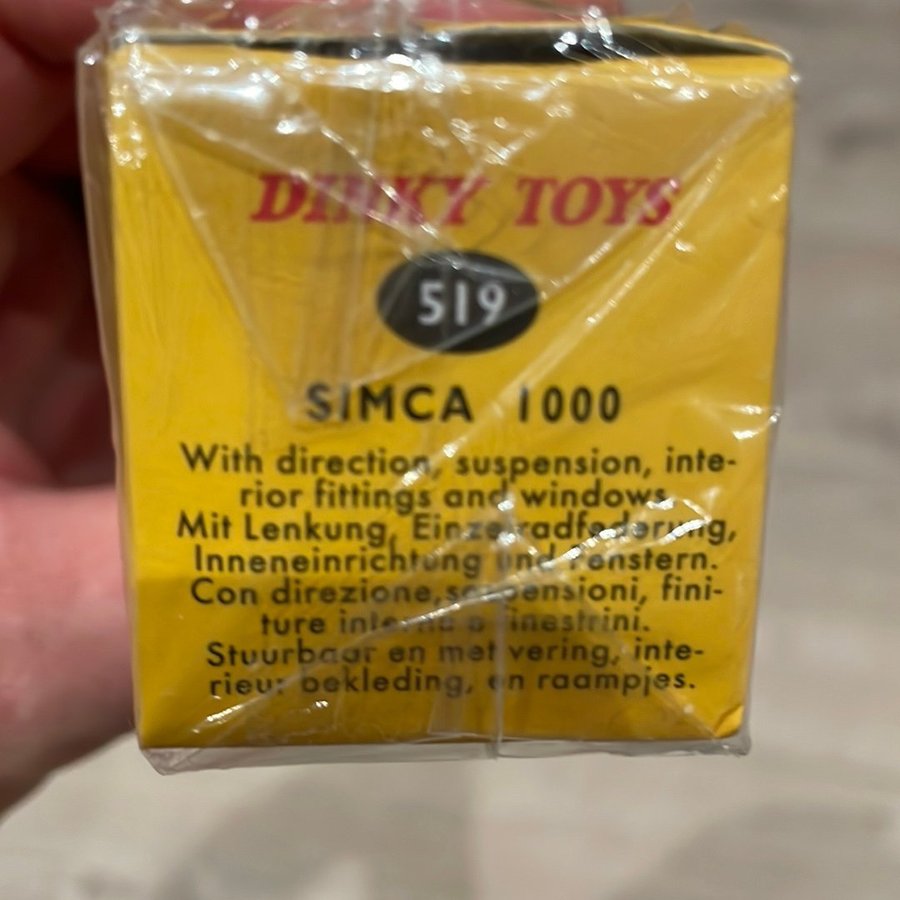 DINKY TOYS
519
SIMCA 1000
With direction, suspension, inte-
rior fittings and windows.
Mit Lenkung, Einzelradfederung,
Inneneinrichtung und Fenstern.
Con direzione, sospensioni, fini-
ture interne e finestrini.
Stuurbaar en met vering, inte-
rieur bekleding, en raampjes.